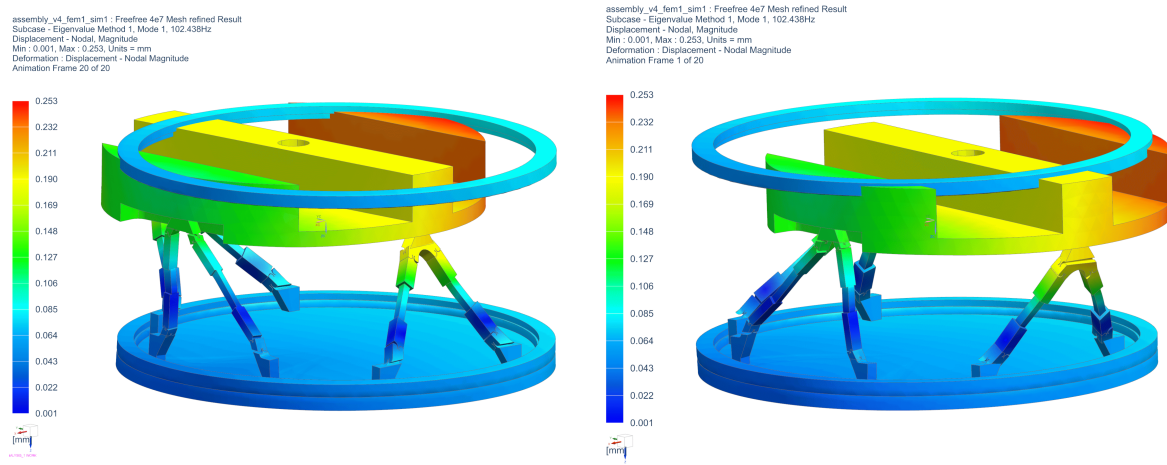 assembly_v4_fem1_sim1 : Freefree 4e7 Mesh refined Result
Subcase - Eigenvalue Method 1, Mode 1, 102.438Hz
Displacement - Nodal, Magnitude
Min : 0.001, Max : 0.253, Units = mm
Deformation : Displacement - Nodal Magnitude
Animation Frame 20 of 20
0.253
0.232
0.211
0.190
0.169
0.148
0.127
0.106
0.085
0.064
0.043
0.022
0.001
[mm]
assembly_v4_fem1_sim1 : Freefree 4e7 Mesh refined Result
Subcase - Eigenvalue Method 1, Mode 1, 102.438Hz
Displacement - Nodal, Magnitude
Min : 0.001, Max : 0.253, Units = mm
Deformation : Displacement - Nodal Magnitude
Animation Frame 1 of 20
0.253
0.232
0.211
0.190
0.169
0.148
0.127
0.106
0.085
0.064
0.043
0.022
0.001
[mm]